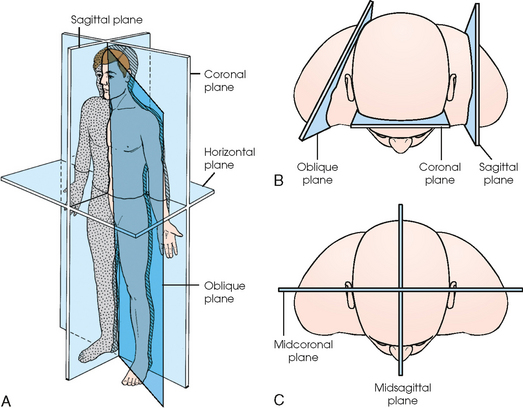 Sagittal plane
Coronal
plane
Horizontal
plane
Oblique
plane
A
Oblique
plane
Coronal
plane
Sagittal
plane
B
Midcoronal
plane
Midsagittal
plane
C